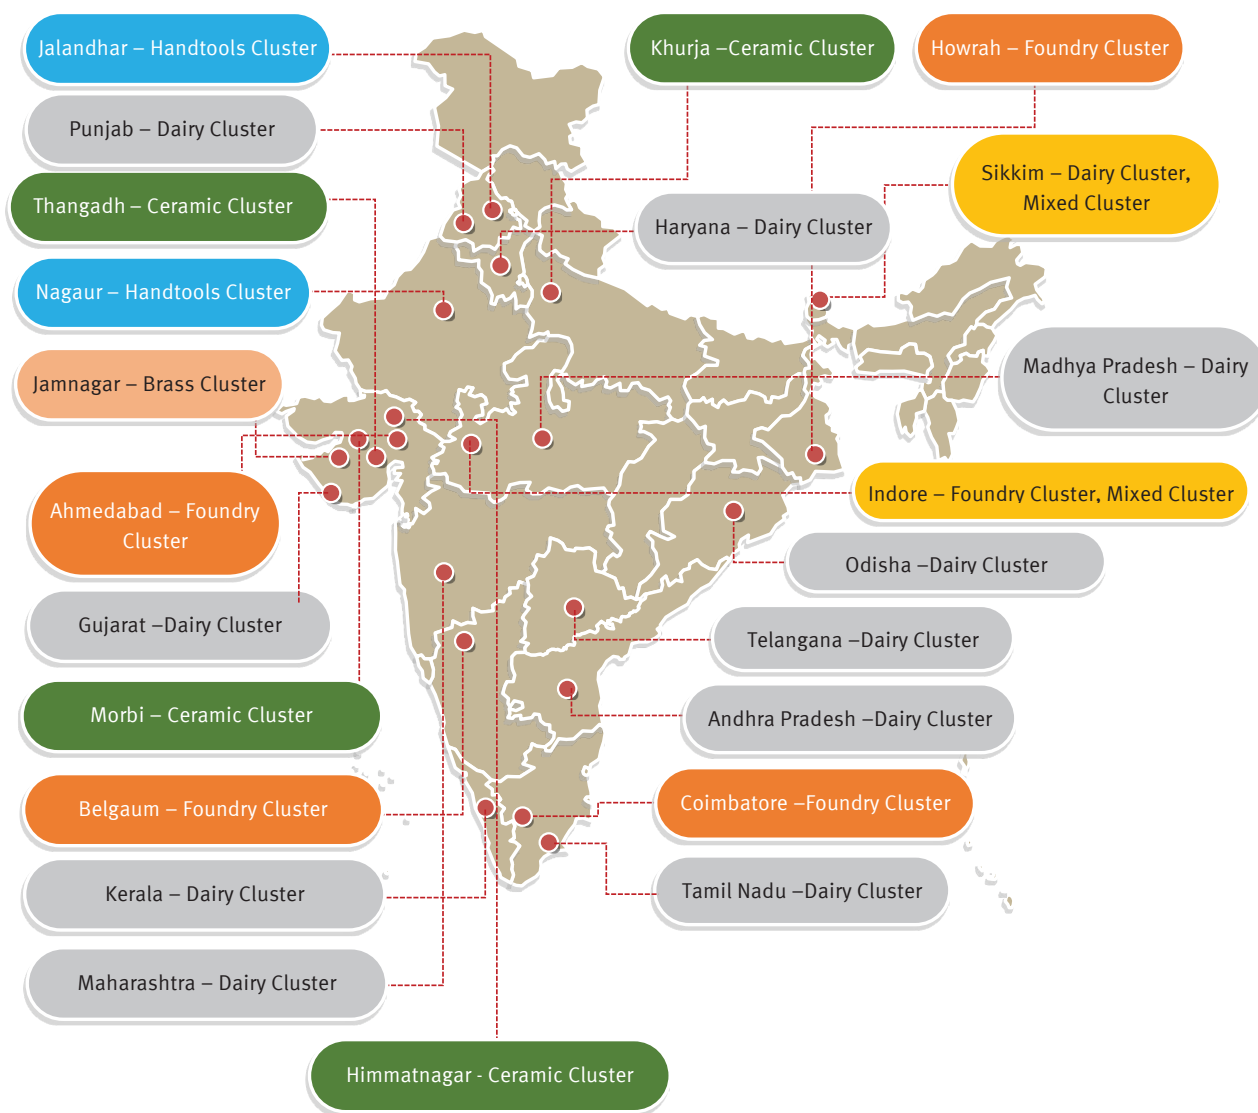 Jalandhar – Handtools Cluster
Khurja –Ceramic Cluster
Howrah – Foundry Cluster
Punjab – Dairy Cluster
Sikkim – Dairy Cluster,
Mixed Cluster
Thangadh – Ceramic Cluster
Haryana – Dairy Cluster
Nagaur – Handtools Cluster
Jamnagar – Brass Cluster
Madhya Pradesh – Dairy
Cluster
Ahmedabad – Foundry
Cluster
Indore – Foundry Cluster, Mixed Cluster
Odisha –Dairy Cluster
Gujarat –Dairy Cluster
Telangana –Dairy Cluster
Morbi – Ceramic Cluster
Andhra Pradesh –Dairy Cluster
Belgaum – Foundry Cluster
Coimbatore –Foundry Cluster
Kerala – Dairy Cluster
Tamil Nadu –Dairy Cluster
Maharashtra – Dairy Cluster
Himmatnagar - Ceramic Cluster